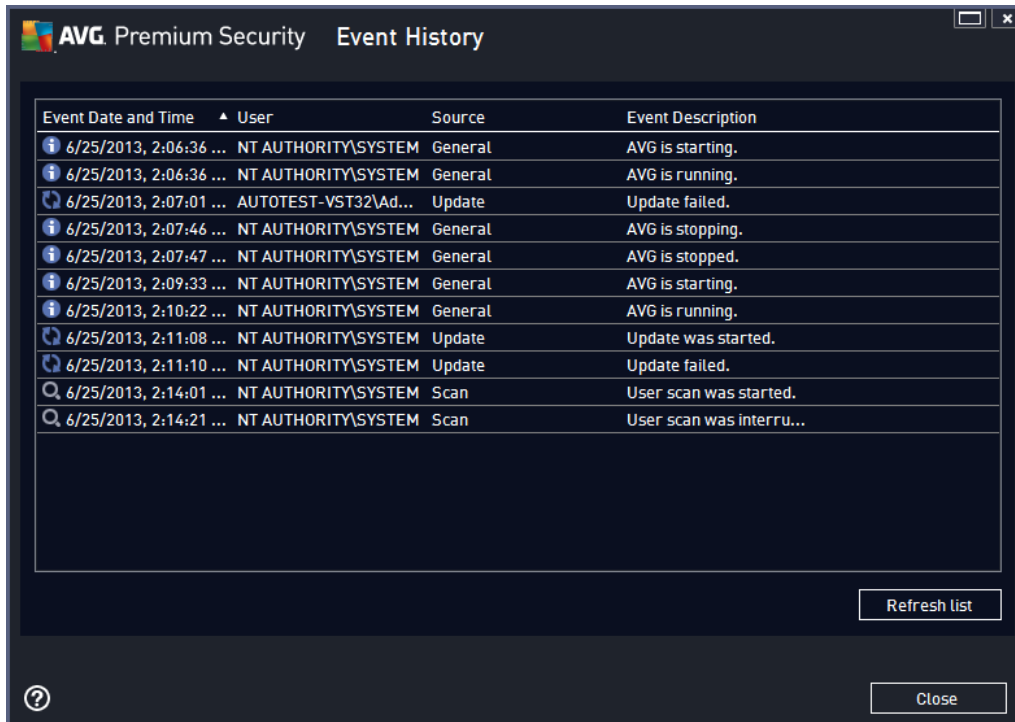 AVG. Premium Security Event History
Event Date and Time User Source Event Description
6/25/2013, 2:06:36 ... NT AUTHORITY\SYSTEM General AVG is starting.
6/25/2013, 2:06:36 ... NT AUTHORITY\SYSTEM General AVG is running.
6/25/2013, 2:07:01 ... AUTOTEST-VST32\Ad... Update Update failed.
6/25/2013, 2:07:46 ... NT AUTHORITY\SYSTEM General AVG is stopping.
6/25/2013, 2:07:47 ... NT AUTHORITY\SYSTEM General AVG is stopped.
6/25/2013, 2:09:33 ... NT AUTHORITY\SYSTEM General AVG is starting.
6/25/2013, 2:10:22 ... NT AUTHORITY\SYSTEM General AVG is running.
6/25/2013, 2:11:08 ... NT AUTHORITY\SYSTEM Update Update was started.
6/25/2013, 2:11:10 ... NT AUTHORITY\SYSTEM Update Update failed.
6/25/2013, 2:14:01 ... NT AUTHORITY\SYSTEM Scan User scan was started.
6/25/2013, 2:14:21 ... NT AUTHORITY\SYSTEM Scan User scan was interru...
Refresh list
Close